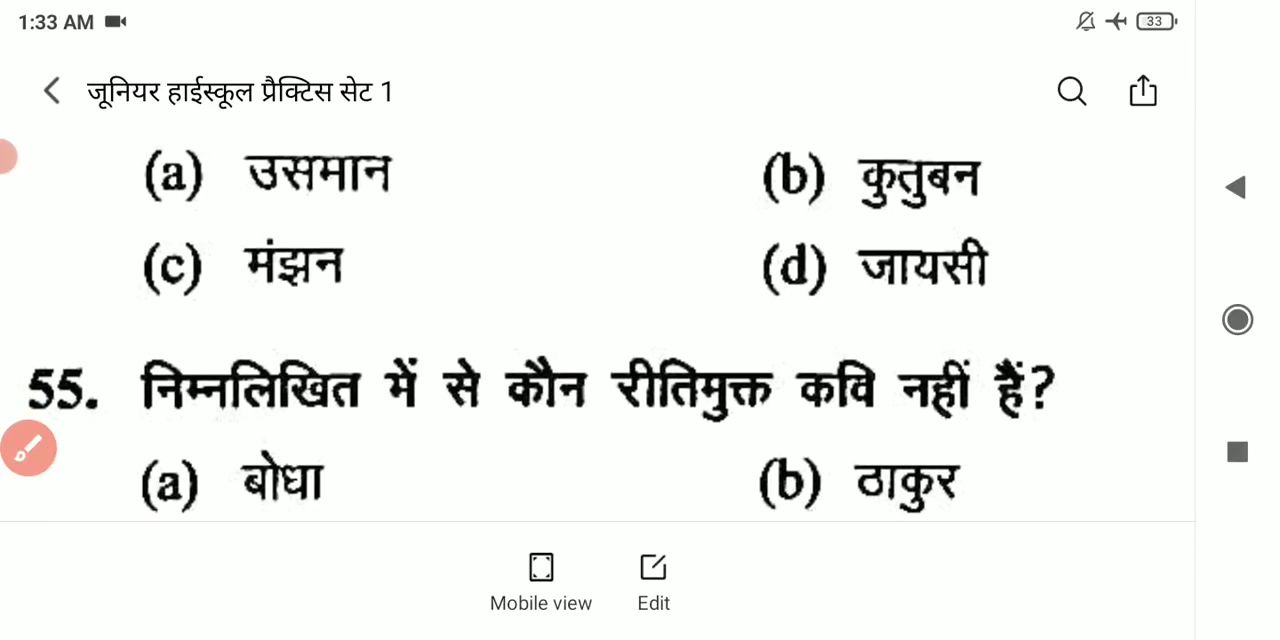 1:33 AM
33
जूनियर हाईस्कूल प्रैक्टिस सेट 1
(a) उसमान (b) कुतुबन
(c) मंझन (d) जायसी
55. निम्नलिखित में से कौन रीतिमुक्त कवि नहीं हैं?
(a) बोधा (b) ठाकुर
Mobile view Edit